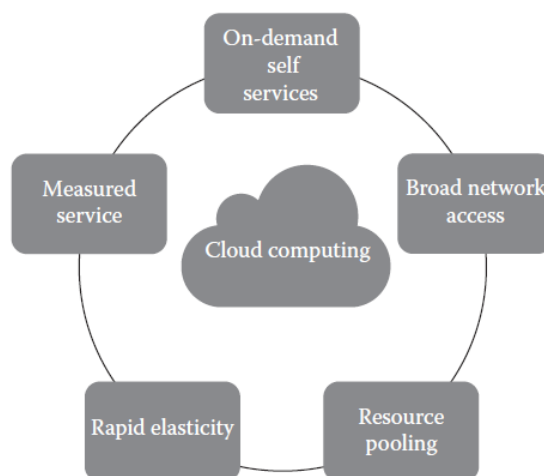 On-demand
self
services
Measured
service
Broad network
access
Cloud computing
Rapid elasticity
Resource
pooling